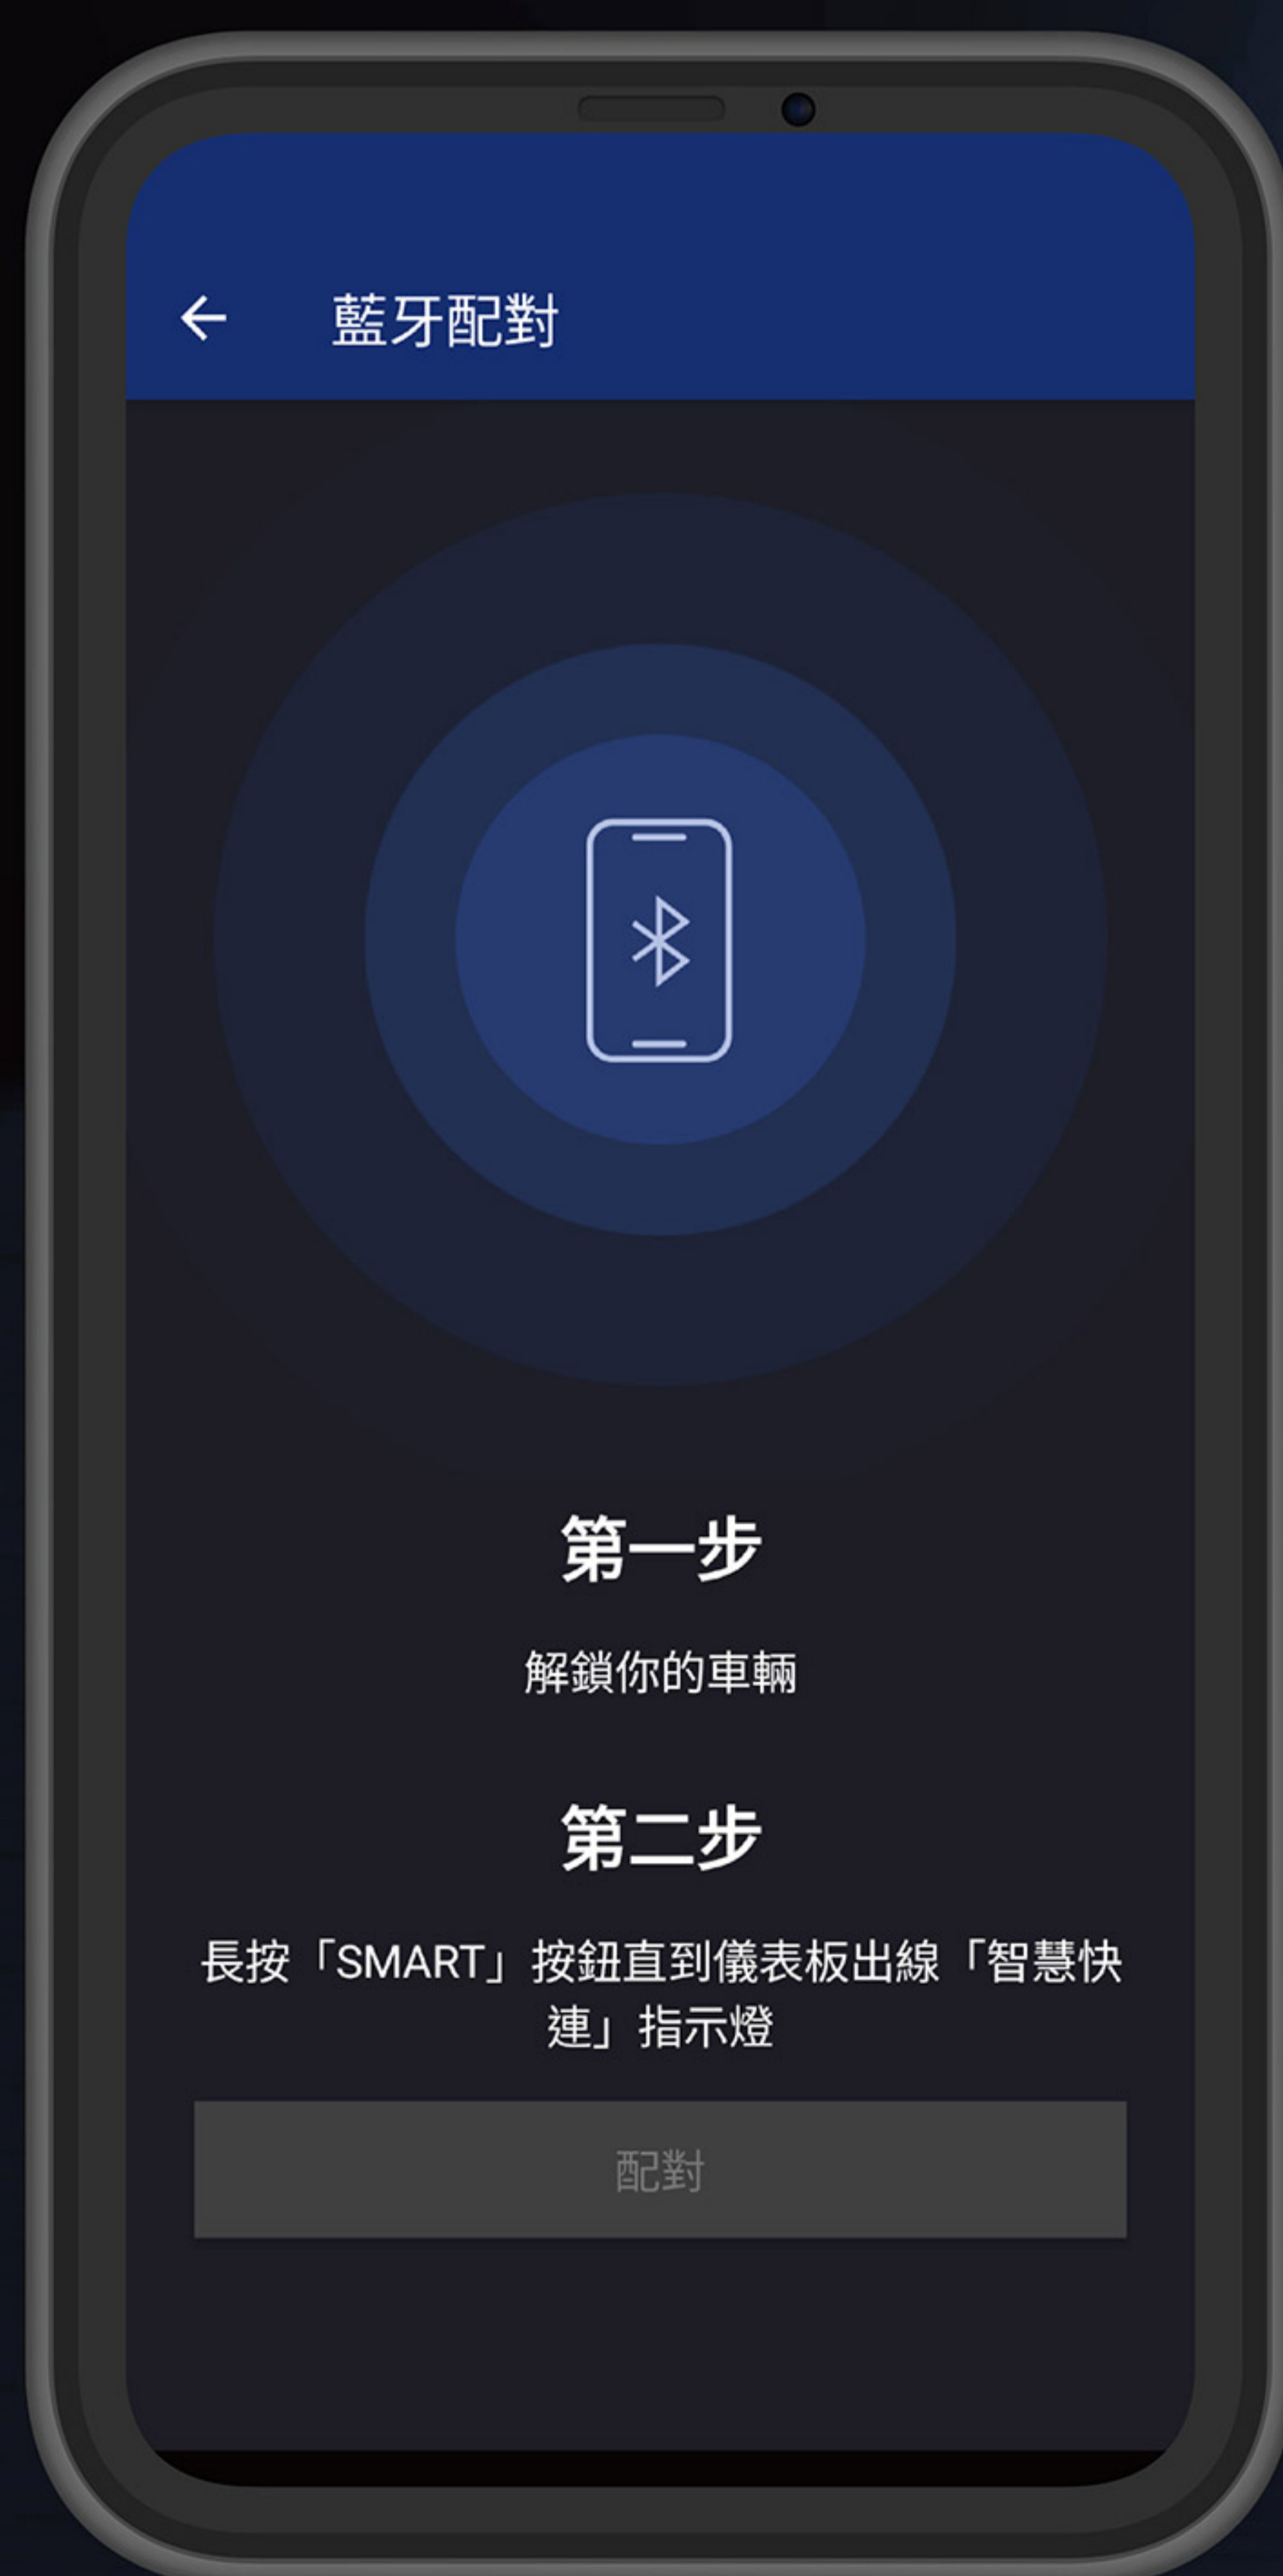 藍牙配對
第一步
解鎖你的車輛
第二步
長按「SMART」按鈕直到儀表板出線「智慧快
連」指示燈
配對